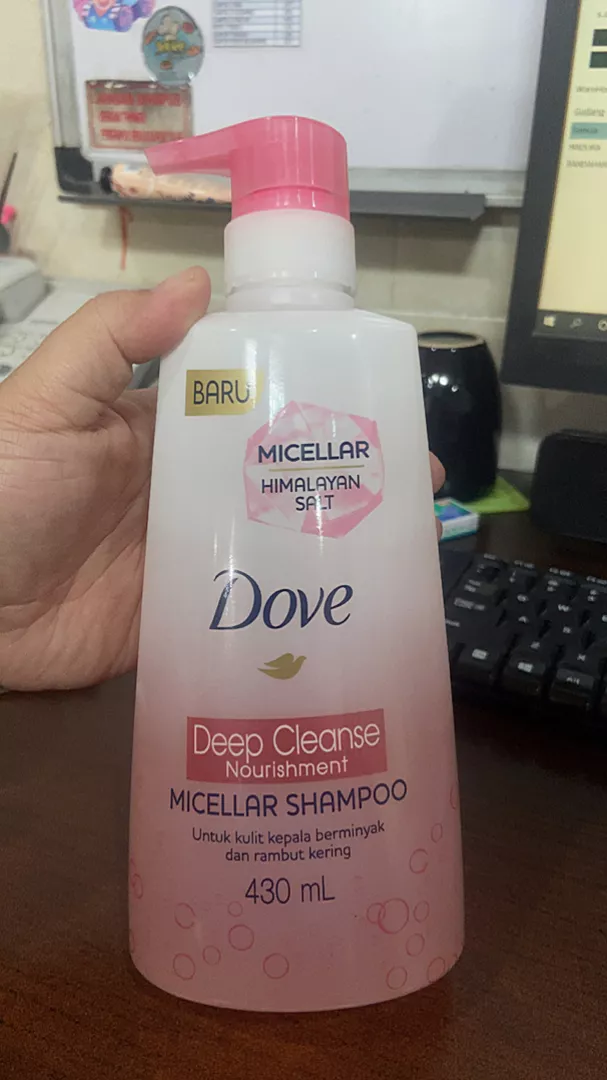 BARU
MICELLAR
HIMALAYAN
SALT
Dove
Deep Cleanse
Nourishment
MICELLAR SHAMPOO
Untuk kulit kepala berminyak
dan rambut kering
430 mL
Gudang